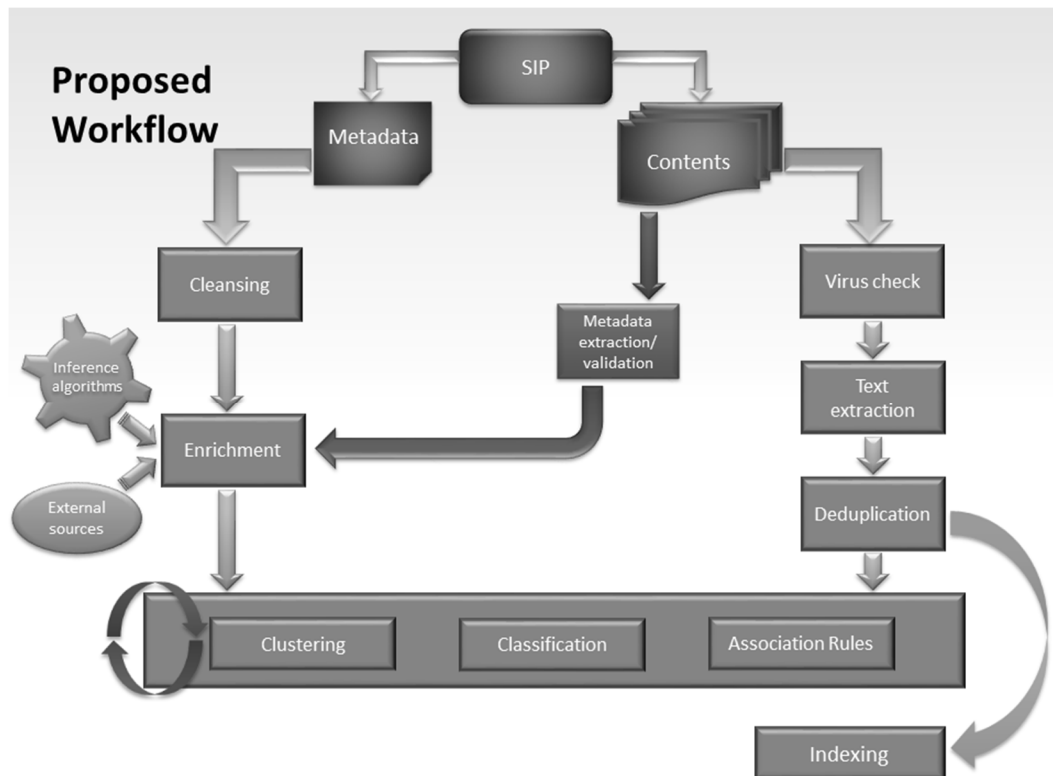 Proposed
Workflow
SIP
Metadata
Contents
Cleansing
Virus check
Metadata
extraction/
validation
Inference
algorithms
Text
extraction
Enrichment
External
sources
Deduplication
Clustering
Classification
Association Rules
Indexing